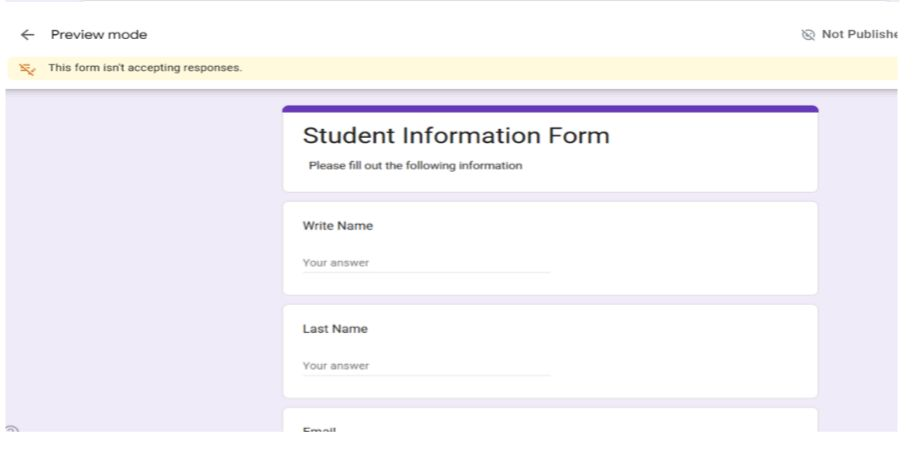 Preview mode
Not Publishe
This form isn't accepting responses.
Student Information Form
Please fill out the following information
Write Name
Your answer
Last Name
Your answer
Email